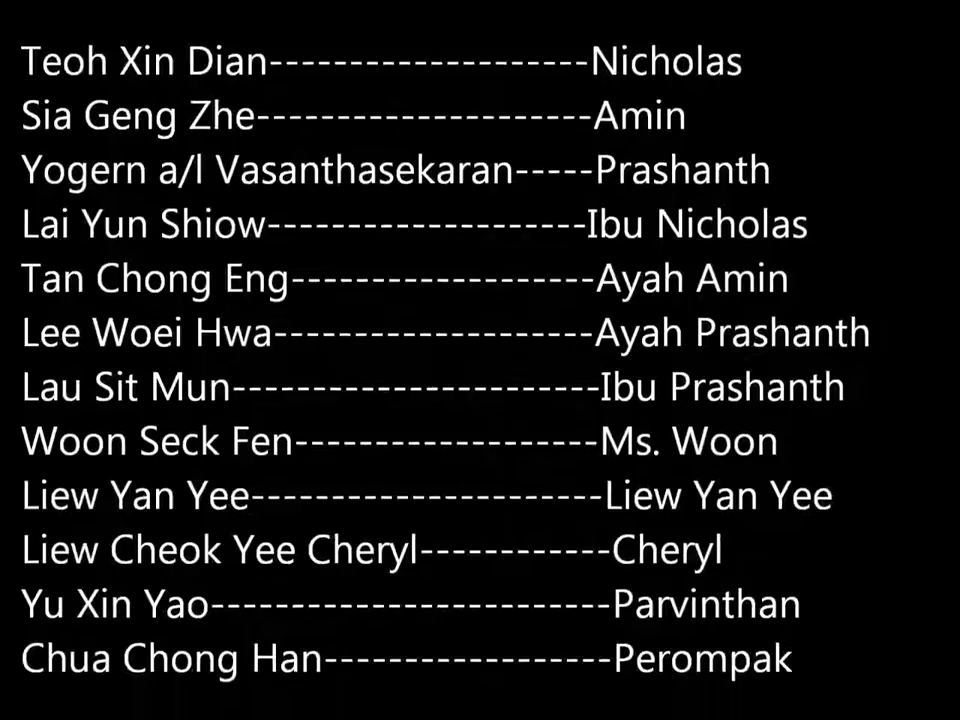 Teoh Xin Dian--------------------Nicholas
Sia Geng Zhe---------------------Amin
Yogern a/l Vasanthasekaran-----Prashanth
Lai Yun Shiow--------------------Ibu Nicholas
Tan Chong Eng-------------------Ayah Amin
Lee Woei Hwa--------------------Ayah Prashanth
Lau Sit Mun-----------------------Ibu Prashanth
Woon Seck Fen-------------------Ms. Woon
Liew Yan Yee----------------------Liew Yan Yee
Liew Cheok Yee Cheryl------------Cheryl
Yu Xin Yao-------------------------Parvinthan
Chua Chong Han------------------Perompak